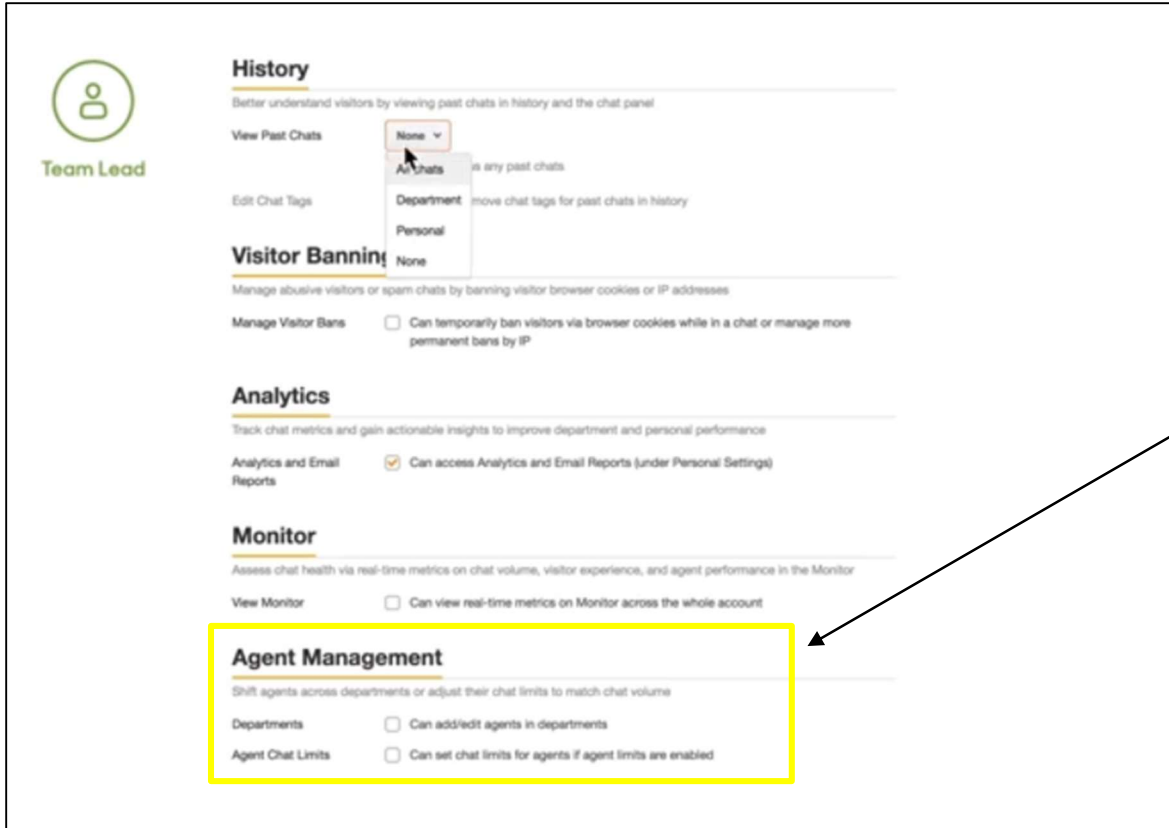 Team Lead
History
Better understand visitors by viewing past chats in history and the chat panel
View Past Chats
None
All chats
s any past chats
Edit Chat Tags
Department
move chat tags for past chats in history
Personal
None
Visitor Banning
Manage abusive visitors or spam chats by banning visitor browser cookies or IP addresses
Manage Visitor Bans
Can temporarily ban visitors via browser cookies while in a chat or manage more
permanent bans by IP
Analytics
Track chat metrics and gain actionable insights to improve department and personal performance
Analytics and Email
Reports
Can access Analytics and Email Reports (under Personal Settings)
Monitor
Assess chat health via real-time metrics on chat volume, visitor experience, and agent performance in the Monitor
View Monitor
Can view real-time metrics on Monitor across the whole account
Agent Management
Shift agents across departments or adjust their chat limits to match chat volume
Departments
Can add/edit agents in departments
Agent Chat Limits
Can set chat limits for agents if agent limits are enabled